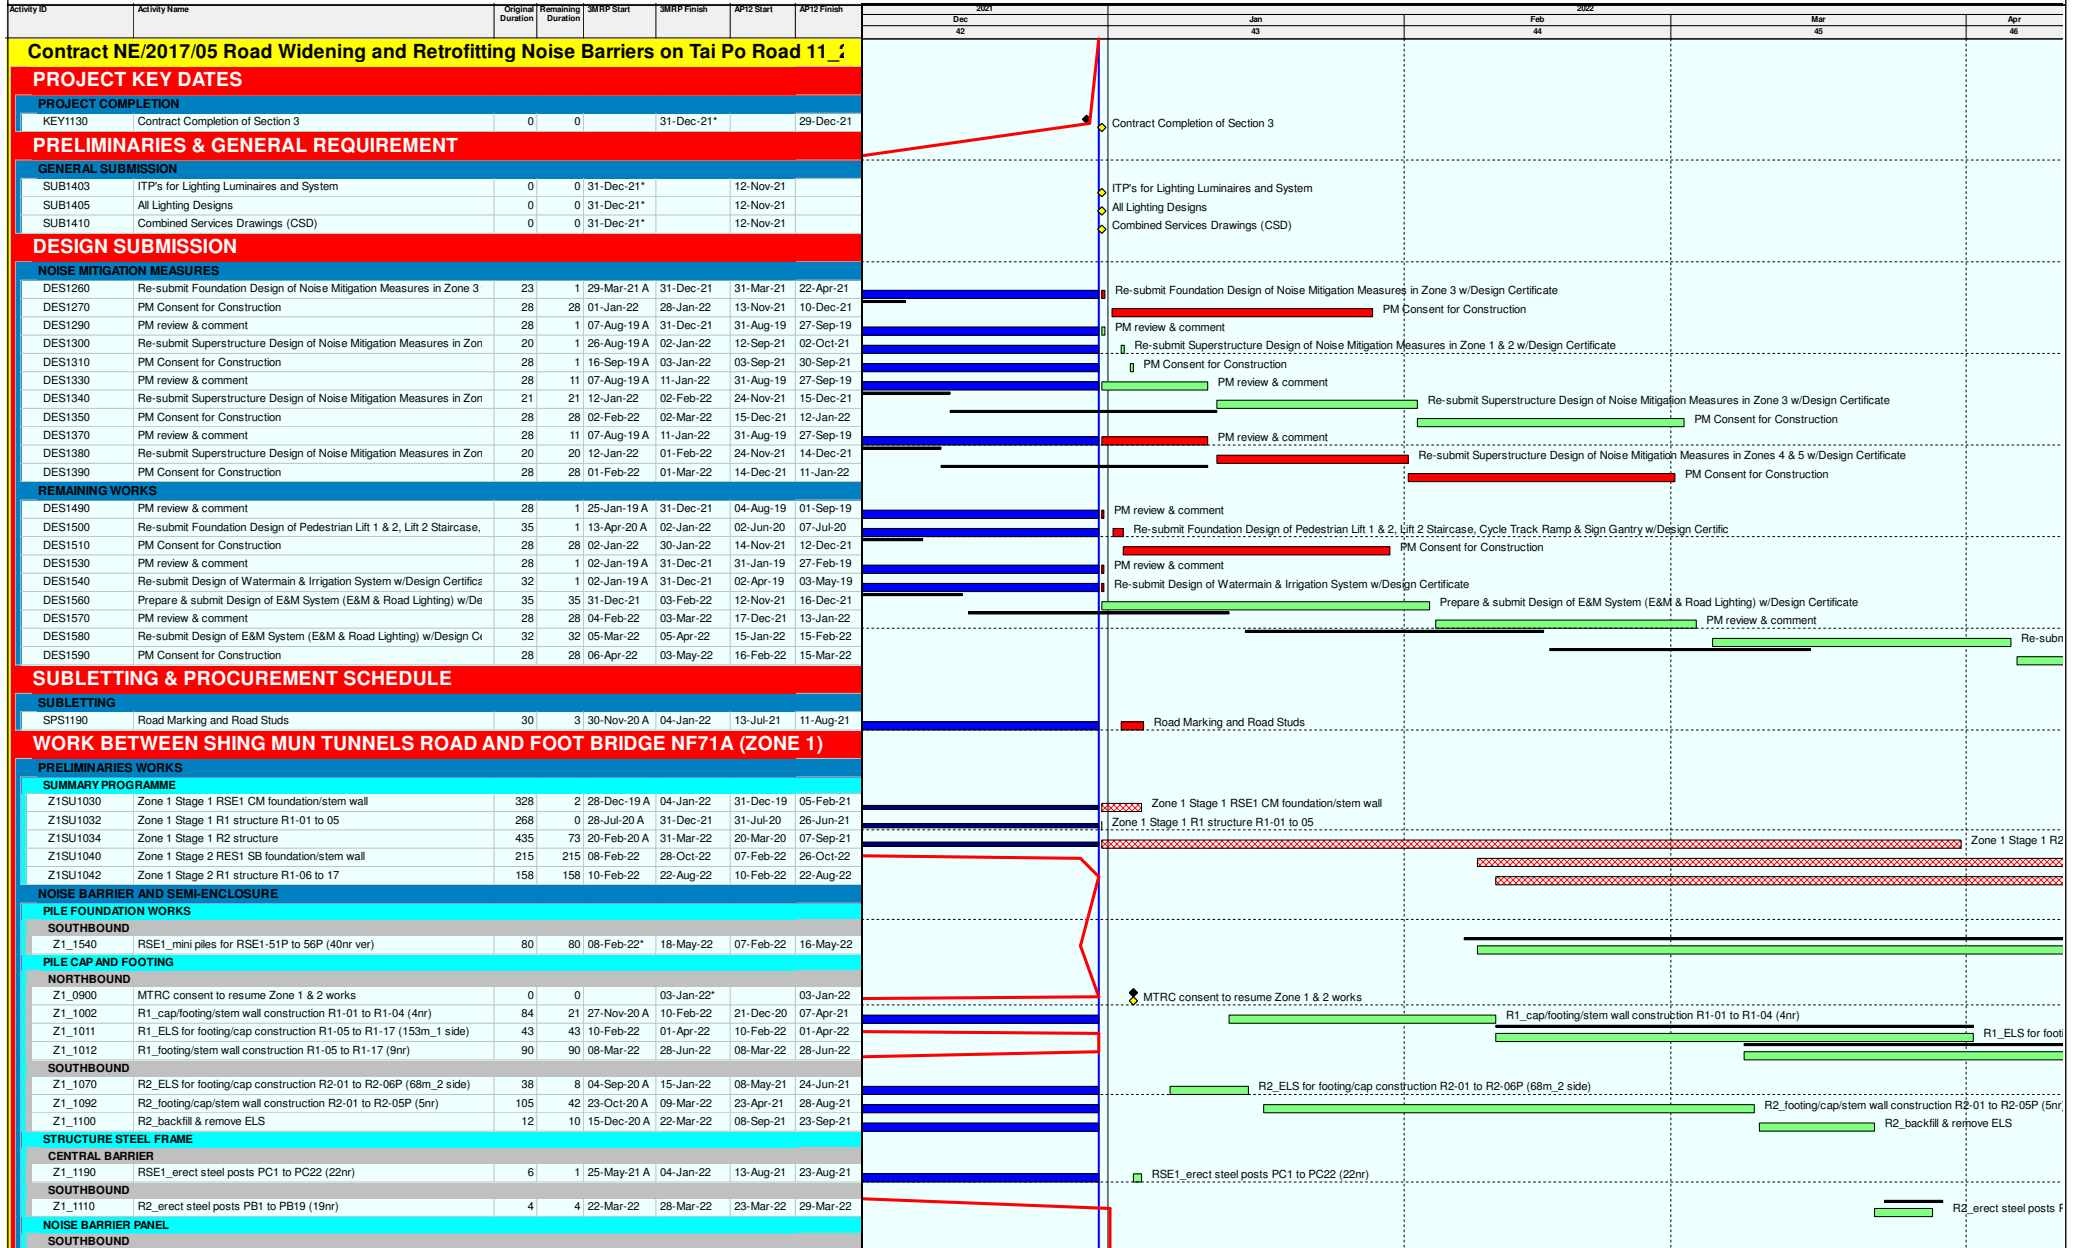 Activity ID Activity Name Original Duration Remaining Duration 3MRP Start 3MRP Finish AP12 Start AP12 Finish 2021 2022
Dec Jan Feb Mar Apr
42 43 44 45 46
Contract NE/2017/05 Road Widening and Retrofitting Noise Barriers on Tai Po Road 11_
PROJECT KEY DATES
PROJECT COMPLETION
KEY1130 Contract Completion of Section 3 0 0 31-Dec-21* 29-Dec-21 Contract Completion of Section 3
PRELIMINARIES & GENERAL REQUIREMENT
GENERAL SUBMISSION
SUB1403 ITP's for Lighting Luminaires and System 0 0 31-Dec-21* 12-Nov-21 ITP's for Lighting Luminaires and System
SUB1405 All Lighting Designs 0 0 31-Dec-21* 12-Nov-21 All Lighting Designs
SUB1410 Combined Services Drawings (CSD) 0 0 31-Dec-21* 12-Nov-21 Combined Services Drawings (CSD)
DESIGN SUBMISSION
NOISE MITIGATION MEASURES
DES1260 Re-submit Foundation Design of Noise Mitigation Measures in Zone 3 23 1 29-Mar-21 A 31-Dec-21 31-Mar-21 22-Apr-21 Re-submit Foundation Design of Noise Mitigation Measures in Zone 3 w/Design Certificate
DES1270 PM Consent for Construction 28 28 01-Jan-22 28-Jan-22 13-Nov-21 10-Dec-21 PM Consent for Construction
DES1290 PM review & comment 28 1 07-Aug-19 A 31-Dec-21 31-Aug-19 27-Sep-19 PM review & comment
DES1300 Re-submit Superstructure Design of Noise Mitigation Measures in Zon 20 1 26-Aug-19 A 02-Jan-22 12-Sep-21 02-Oct-21 Re-submit Superstructure Design of Noise Mitigation Measures in Zone 1 & 2 w/Design Certificate
DES1310 PM Consent for Construction 28 1 16-Sep-19 A 03-Jan-22 03-Sep-21 30-Sep-21 PM Consent for Construction
DES1330 PM review & comment 28 11 07-Aug-19 A 11-Jan-22 31-Aug-19 27-Sep-19 PM review & comment
DES1340 Re-submit Superstructure Design of Noise Mitigation Measures in Zon 21 21 12-Jan-22 02-Feb-22 24-Nov-21 15-Dec-21 Re-submit Superstructure Design of Noise Mitigation Measures in Zone 3 w/Design Certificate
DES1350 PM Consent for Construction 28 28 02-Feb-22 02-Mar-22 15-Dec-21 12-Jan-22 PM Consent for Construction
DES1370 PM review & comment 28 11 07-Aug-19 A 11-Jan-22 31-Aug-19 27-Sep-19 PM review & comment
DES1380 Re-submit Superstructure Design of Noise Mitigation Measures in Zon 20 20 12-Jan-22 01-Feb-22 24-Nov-21 14-Dec-21 Re-submit Superstructure Design of Noise Mitigation Measures in Zones 4 & 5 w/Design Certificate
DES1390 PM Consent for Construction 28 28 01-Feb-22 01-Mar-22 14-Dec-21 11-Jan-22 PM Consent for Construction
REMAINING WORKS
DES1490 PM review & comment 28 1 25-Jan-19 A 31-Dec-21 04-Aug-19 01-Sep-19 PM review & comment
DES1500 Re-submit Foundation Design of Pedestrian Lift 1 & 2, Lift 2 Staircase, 35 1 13-Apr-20 A 02-Jan-22 02-Jun-20 07-Jul-20 Re-submit Foundation Design of Pedestrian Lift 1 & 2, Lift 2 Staircase, Cycle Track Ramp & Sign Gantry w/Design Certific
DES1510 PM Consent for Construction 28 28 02-Jan-22 30-Jan-22 14-Nov-21 12-Dec-21 PM Consent for Construction
DES1530 PM review & comment 28 1 02-Jan-19 A 31-Dec-21 31-Jan-19 27-Feb-19 PM review & comment
DES1540 Re-submit Design of Watermain & Irrigation System w/Design Certifica 32 1 02-Jan-19 A 31-Dec-21 02-Apr-19 03-May-19 Re-submit Design of Watermain & Irrigation System w/Design Certificate
DES1560 Prepare & submit Design of E&M System (E&M & Road Lighting) w/De 35 35 31-Dec-21 03-Feb-22 12-Nov-21 16-Dec-21 Prepare & submit Design of E&M System (E&M & Road Lighting) w/Design Certificate
DES1570 PM review & comment 28 28 04-Feb-22 03-Mar-22 17-Dec-21 13-Jan-22 PM review & comment
DES1580 Re-submit Design of E&M System (E&M & Road Lighting) w/Design Ce 32 32 05-Mar-22 05-Apr-22 15-Jan-22 15-Feb-22 Re-subm
DES1590 PM Consent for Construction 28 28 06-Apr-22 03-May-22 16-Feb-22 15-Mar-22
SUBLETTING & PROCUREMENT SCHEDULE
SUBLETTING
SPS1190 Road Marking and Road Studs 30 3 30-Nov-20 A 04-Jan-22 13-Jul-21 11-Aug-21 Road Marking and Road Studs
WORK BETWEEN SHING MUN TUNNELS ROAD AND FOOT BRIDGE NF71A (ZONE 1)
PRELIMINARIES WORKS
SUMMARY PROGRAMME
Z1SU1030 Zone 1 Stage 1 RSE1 CM foundation/stem wall 328 2 28-Dec-19 A 04-Jan-22 31-Dec-19 05-Feb-21 Zone 1 Stage 1 RSE1 CM foundation/stem wall
Z1SU1032 Zone 1 Stage 1 R1 structure R1-01 to 05 268 0 28-Jul-20 A 31-Dec-21 31-Jul-20 26-Jun-21 Zone 1 Stage 1 R1 structure R1-01 to 05
Z1SU1034 Zone 1 Stage 1 R2 structure 435 73 20-Feb-20 A 31-Mar-22 20-Mar-20 07-Sep-21 Zone 1 Stage 1 R2
Z1SU1040 Zone 1 Stage 2 RES1 SB foundation/stem wall 215 215 08-Feb-22 28-Oct-22 07-Feb-22 26-Oct-22
Z1SU1042 Zone 1 Stage 2 R1 structure R1-06 to 17 158 158 10-Feb-22 22-Aug-22 10-Feb-22 22-Aug-22
NOISE BARRIER AND SEMI-ENCLOSURE
PILE FOUNDATION WORKS
SOUTHBOUND
Z1_1540 RSE1_mini piles for RSE1-51P to 56P (40nr ver) 80 80 08-Feb-22* 18-May-22 07-Feb-22 16-May-22
PILE CAP AND FOOTING
NORTHBOUND
Z1_0900 MTRC consent to resume Zone 1 & 2 works 0 0 03-Jan-22* 03-Jan-22 MTRC consent to resume Zone 1 & 2 works
Z1_1002 R1_cap/footing/stem wall construction R1-01 to R1-04 (4nr) 84 21 27-Nov-20 A 10-Feb-22 21-Dec-20 07-Apr-21 R1_cap/footing/stem wall construction R1-01 to R1-04 (4nr)
Z1_1011 R1_ELS for footing/cap construction R1-05 to R1-17 (153m_1 side) 43 43 10-Feb-22 01-Apr-22 10-Feb-22 01-Apr-22 R1_ELS for footi
Z1_1012 R1_footing/stem wall construction R1-05 to R1-17 (9nr) 90 90 08-Mar-22 28-Jun-22 08-Mar-22 28-Jun-22
SOUTHBOUND
Z1_1070 R2_ELS for footing/cap construction R2-01 to R2-06P (68m_2 side) 38 8 04-Sep-20 A 15-Jan-22 08-May-21 24-Jun-21 R2_ELS for footing/cap construction R2-01 to R2-06P (68m_2 side)
Z1_1092 R2_footing/cap/stem wall construction R2-01 to R2-05P (5nr) 105 42 23-Oct-20 A 09-Mar-22 23-Apr-21 28-Aug-21 R2_footing/cap/stem wall construction R2-01 to R2-05P (5nr
Z1_1100 R2_backfill & remove ELS 12 10 15-Dec-20 A 22-Mar-22 08-Sep-21 23-Sep-21 R2_backfill & remove ELS
STRUCTURE STEEL FRAME
CENTRAL BARRIER
Z1_1190 RSE1_erect steel posts PC1 to PC22 (22nr) 6 1 25-May-21 A 04-Jan-22 13-Aug-21 23-Aug-21 RSE1_erect steel posts PC1 to PC22 (22nr)
SOUTHBOUND
Z1_1110 R2_erect steel posts PB1 to PB19 (19nr) 4 4 22-Mar-22 28-Mar-22 23-Mar-22 29-Mar-22 R2_erect steel posts
NOISE BARRIER PANEL
SOUTHBOUND